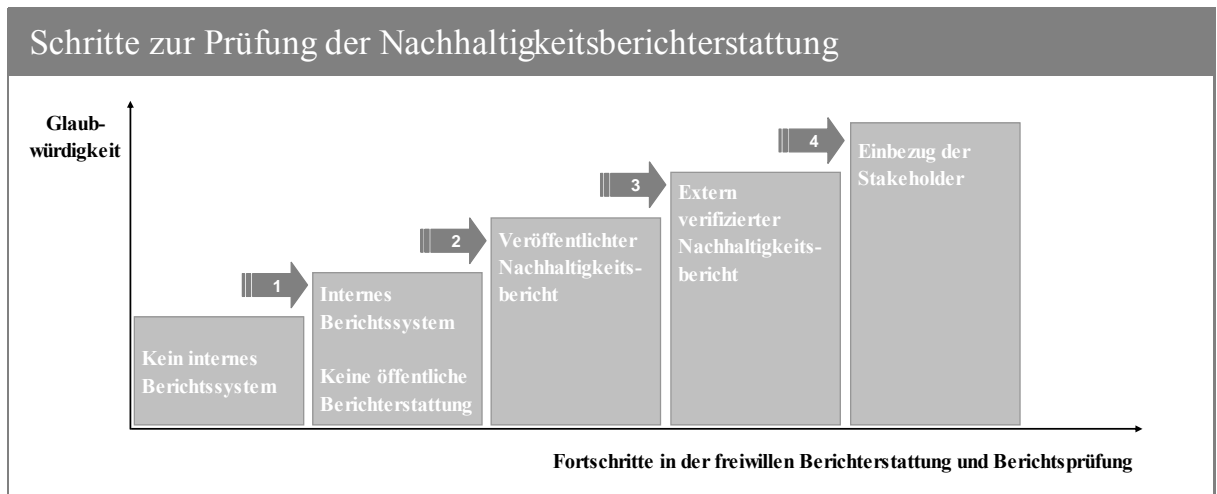 Schritte zur Prüfung der Nachhaltigkeitsberichterstattung
Glaub-
würdigkeit
1
2
3
4
Kein internes
Berichtssystem
Internes
Berichtssystem
Keine öffentliche
Berichterstattung
Veröffentlichter
Nachhaltigkeits-
bericht
Extern
verifizierter
Nachhaltigkeits-
bericht
Einbezug der
Stakeholder
Fortschritte in der freiwillen Berichterstattung und Berichtsprüfung